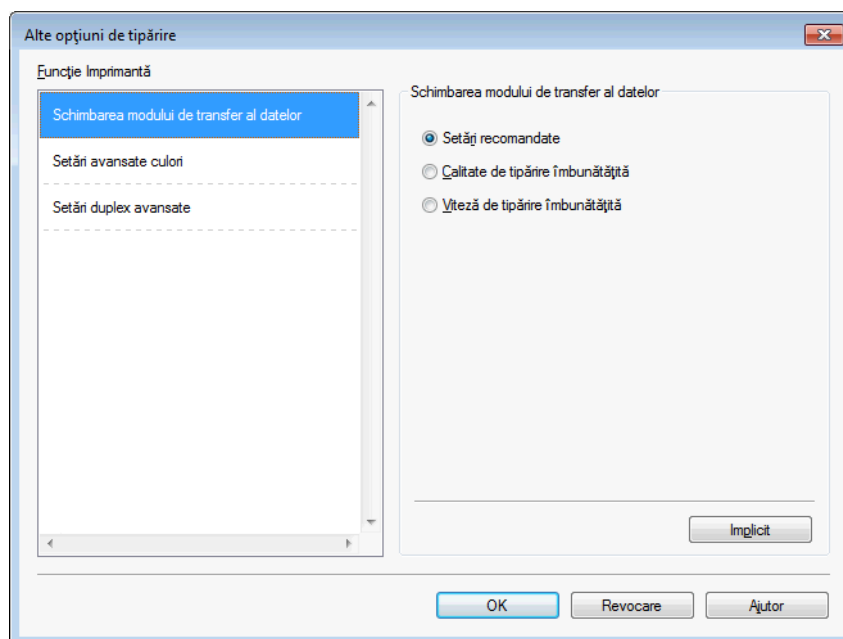 Alte opţiuni de tipărire
Funcţie Imprimantă
Schimbarea modului de transfer al datelor
Setări avansate culori
Setări duplex avansate
Schimbarea modului de transfer al datelor
Setări recomandate
Calitate de tipărire îmbunătăţită
Viteză de tipărire îmbunătăţită
Implicit
OK
Revocare
Ajutor